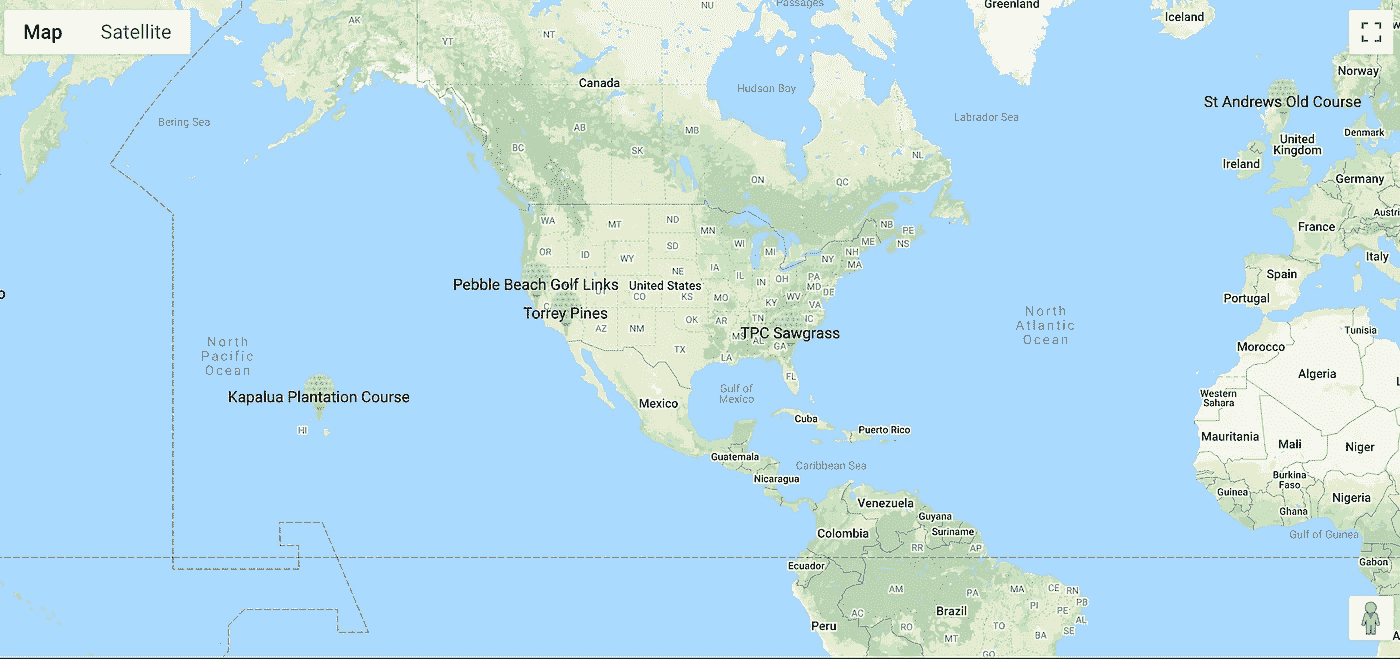 NU
Passages
Greenland
Iceland
Map
Satellite
AK
YT
NT
Norway
Canada
Hudson Bay
St Andrews Old Course
Bering Sea
Labrador Sea
AB
MB
Denmark
BC
SK
United
Kingdom
Ireland
NL
ON
QC
Germany
WA
MT
ND
MN
NB
PE
NS
ME
France
Austri
OR
ID
WY
SD
WI
MI
NH
NY
MA
Italy
Pebble Beach Golf Links
United States
NE
IA
IL
IN
OH
PA
MD
DE
Spain
UT
CO
KS
MO
KY
WV
VA
Portugal
Torrey Pines
AZ
NM
OK
AR
TN
North
Atlantic
Ocean
TPC Sawgrass
MS
AL
GA
Tunisia
Morocco
North
Pacific
Ocean
TX
LA
FL
Algeria
Kapalua Plantation Course
Gulf of
Mexico
Mexico
Western
Sahara
HI
Cuba
Puerto Rico
Mauritania
Mali
Niger
Guatemala
Caribbean Sea
Nicaragua
Burkina
Faso
Guinea
Nigeria
Venezuela
Guyana
Ghana
Colombia
Suriname
Gulf of Guinea
RR
AP
Ecuador
Gabon
AM
PA
MA
CE
RN
PB
PI
PE
AL
AC
Brazil
Peru
RO
TO
BA
SE
MT
GO